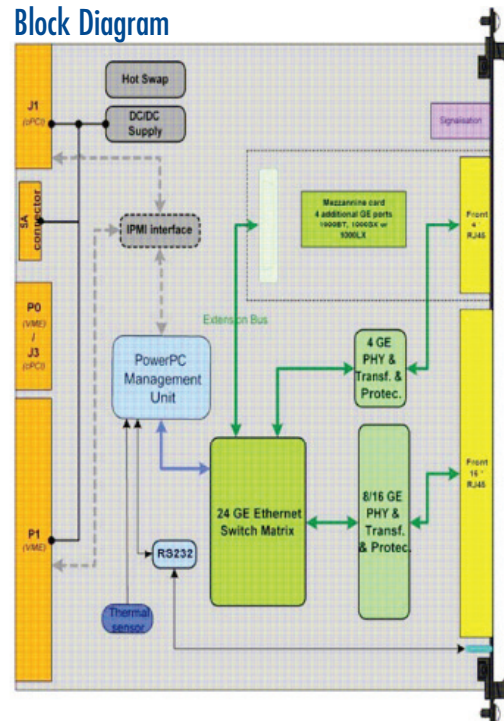 Block Diagram
J1
(cPCI)
Hot Swap
DC/DC
Supply
Signalisation
SA
connector
IPMI interface
Mezzannine card
4 additional GE ports
1000BT, 1000SX or
1000LX
Front
4 *
RJ45
P0
(VME)
/
J3
(cPCI)
Extension Bus
PowerPC
Management
Unit
4 GE
PHY &
Transf. &
Protec.
P1
(VME)
24 GE Ethernet
Switch Matrix
8/16 GE
PHY &
Transf.
& Protec.
Front
16 *
RJ45
RS232
Thermal
sensor